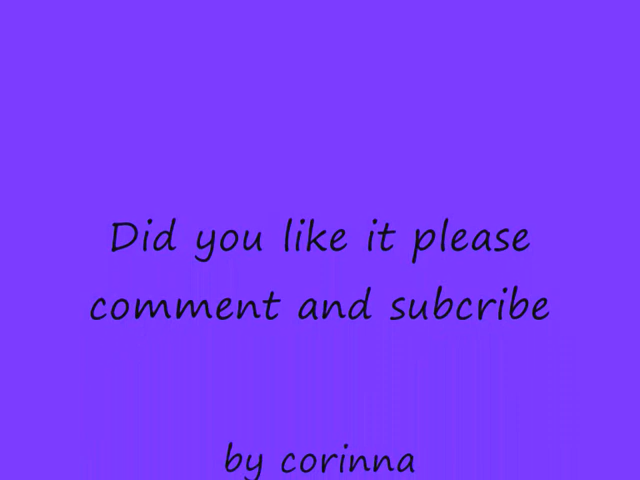 Did you like it please
comment and subcribe
by corinna